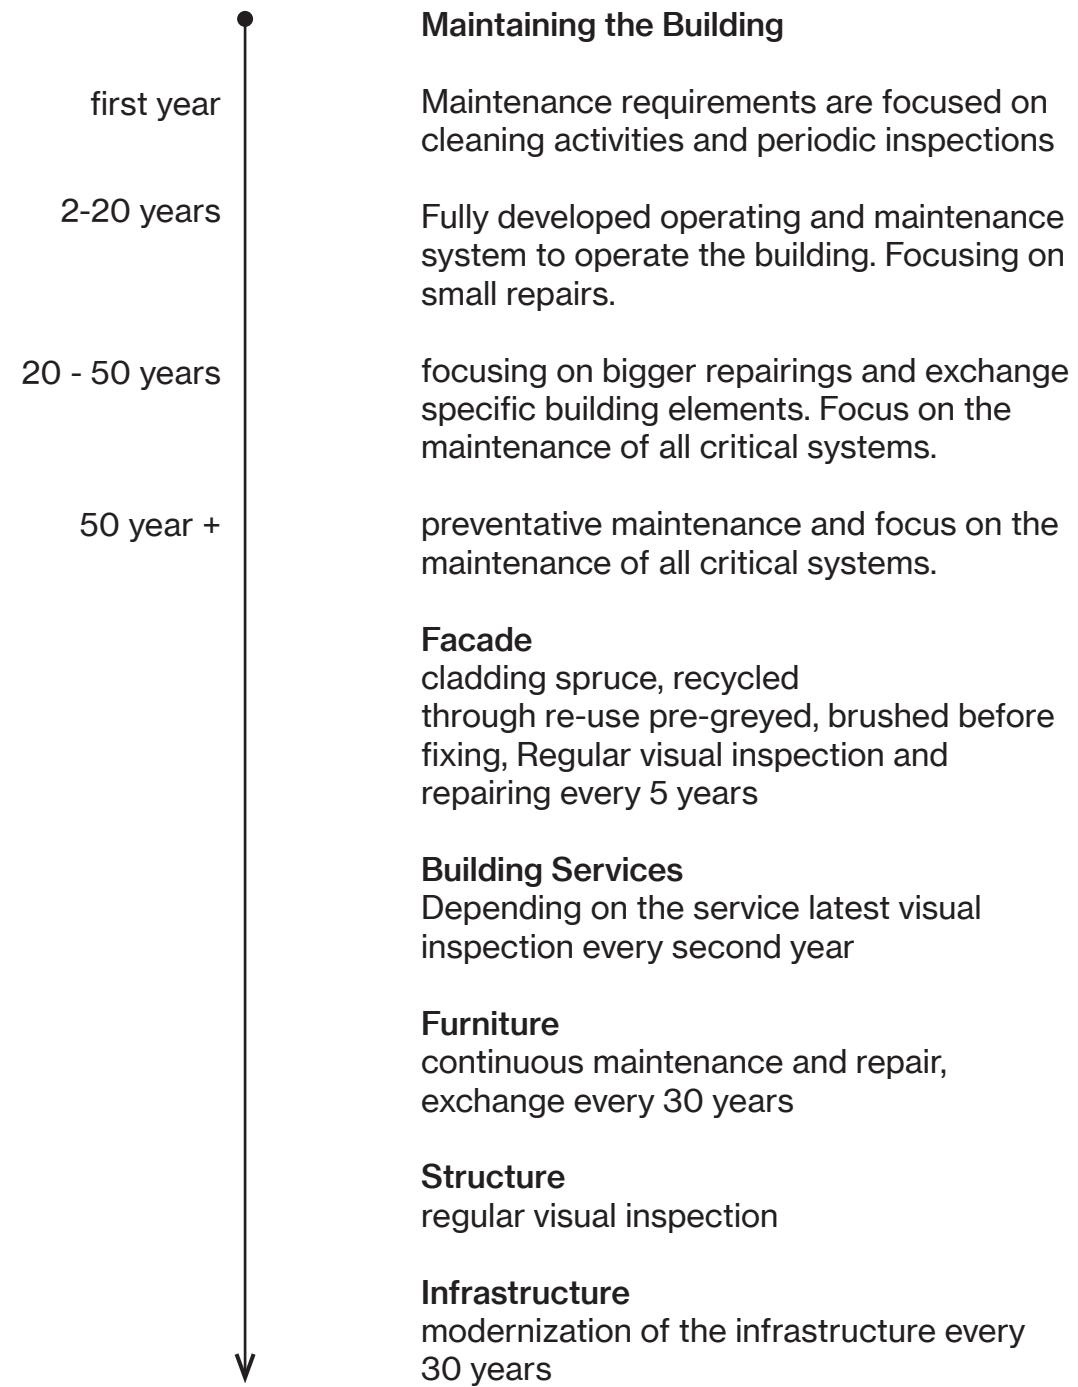 Maintaining the Building
first year
Maintenance requirements are focused on
cleaning activities and periodic inspections
2-20 years
Fully developed operating and maintenance
system to operate the building. Focusing on
small repairs.
20 - 50 years
focusing on bigger repairings and exchange
specific building elements. Focus on the
maintenance of all critical systems.
50 year +
preventative maintenance and focus on the
maintenance of all critical systems.
Facade
cladding spruce, recycled
through re-use pre-greyed, brushed before
fixing, Regular visual inspection and
repairing every 5 years
Building Services
Depending on the service latest visual
inspection every second year
Furniture
continuous maintenance and repair,
exchange every 30 years
Structure
regular visual inspection
Infrastructure
modernization of the infrastructure every
30 years